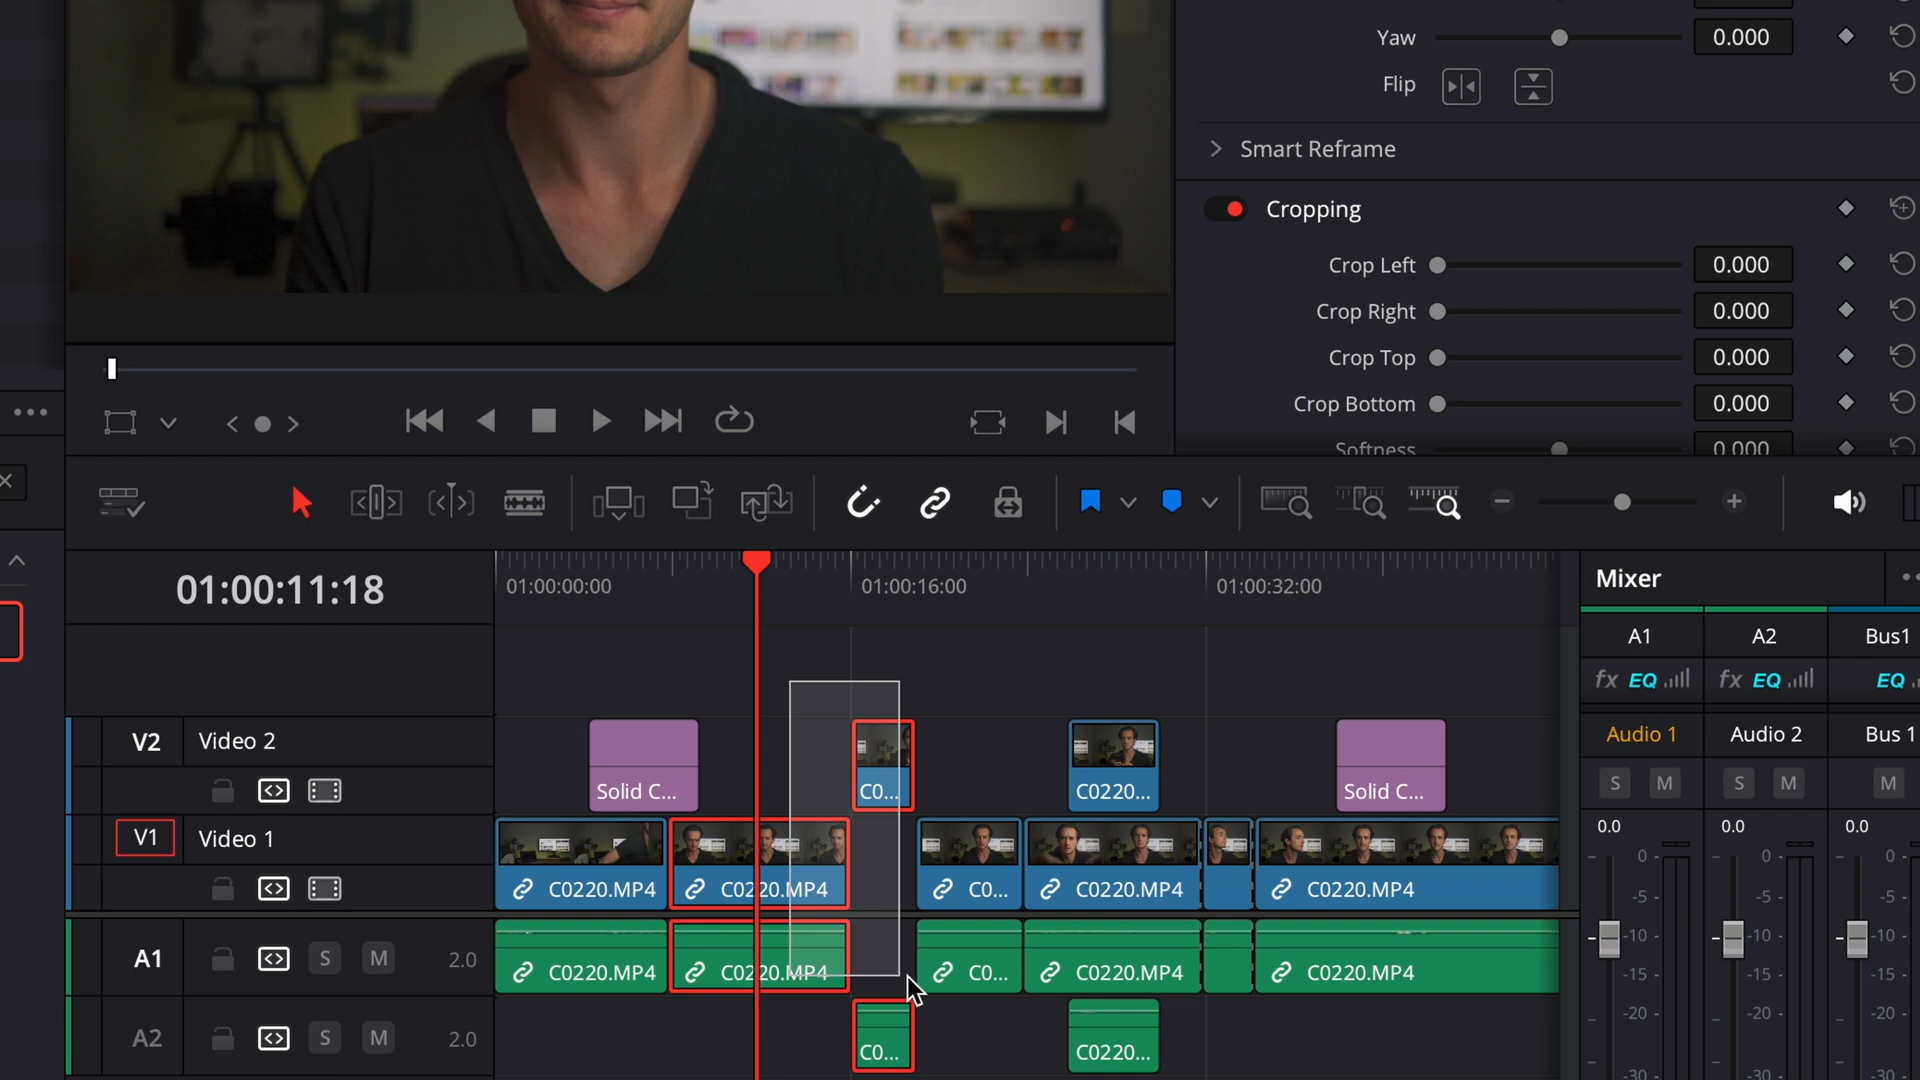 Yaw 0.000
Flip
Smart Reframe
Cropping
Crop Left 0.000
Crop Right 0.000
Crop Top 0.000
Crop Bottom 0.000
Softness 0.000
01:00:11:18
01:00:00:00 01:00:16:00 01:00:32:00
Mixer
A1 A2 Bus1
fx EQ fx EQ EQ
Audio 1 Audio 2 Bus 1
S M S M M
0.0 0.0 0.0
0- 0- 0-
-5 - -5 - -5 -
-10 - -10 - -10 -
-15 - -15 - -15 -
-20 - -20 - -20 -
-30 - -30 - -30 -
V2 Video 2
Solid C... C0... C0220... Solid C...
V1 Video 1
C0220.MP4 C0220.MP4 C0... C0220.MP4 C0220.MP4
A1 S M 2.0
C0220.MP4 C0220.MP4 C0... C0220.MP4 C0220.MP4
A2 S M 2.0
C0... C0220...